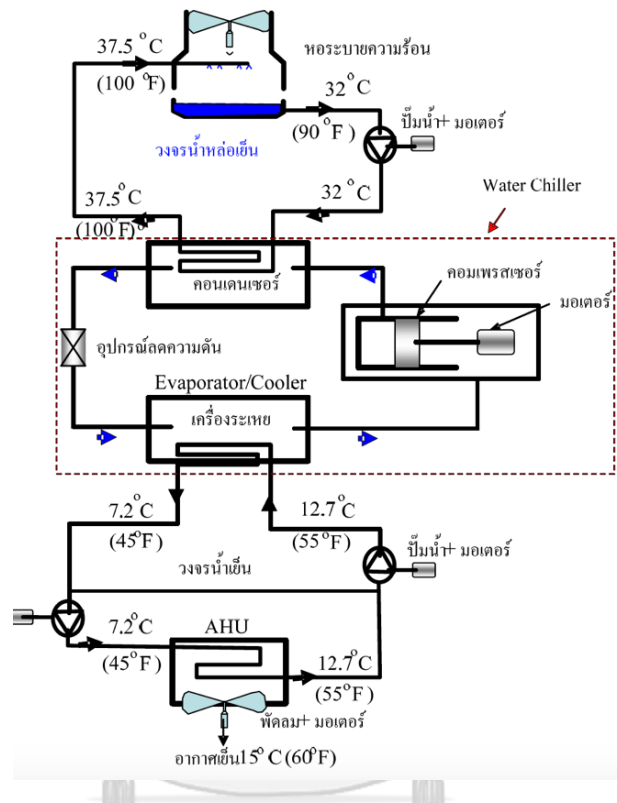 37.5°C
(100 °F)
หอระบายความร้อน
32°C
(90°F)
ปั๊มน้ำ+ มอเตอร์
วงจรน้ำหล่อเย็น
37.5°C
(100°F)°
32 °C
Water Chiller
คอนเดนเซอร์
คอมเพรสเซอร์
มอเตอร์
อุปกรณ์ลดความดัน
Evaporator/Cooler
เครื่องระเหย
7.2°C
(45°F)
12.7°C
(55°F)
ปั๊มน้ำ+ มอเตอร์
วงจรน้ำเย็น
7.2°C
(45°F)
AHU
12.7°C
(55°F)
พัดลม+ มอเตอร์
อากาศเย็น15°C (60°F)